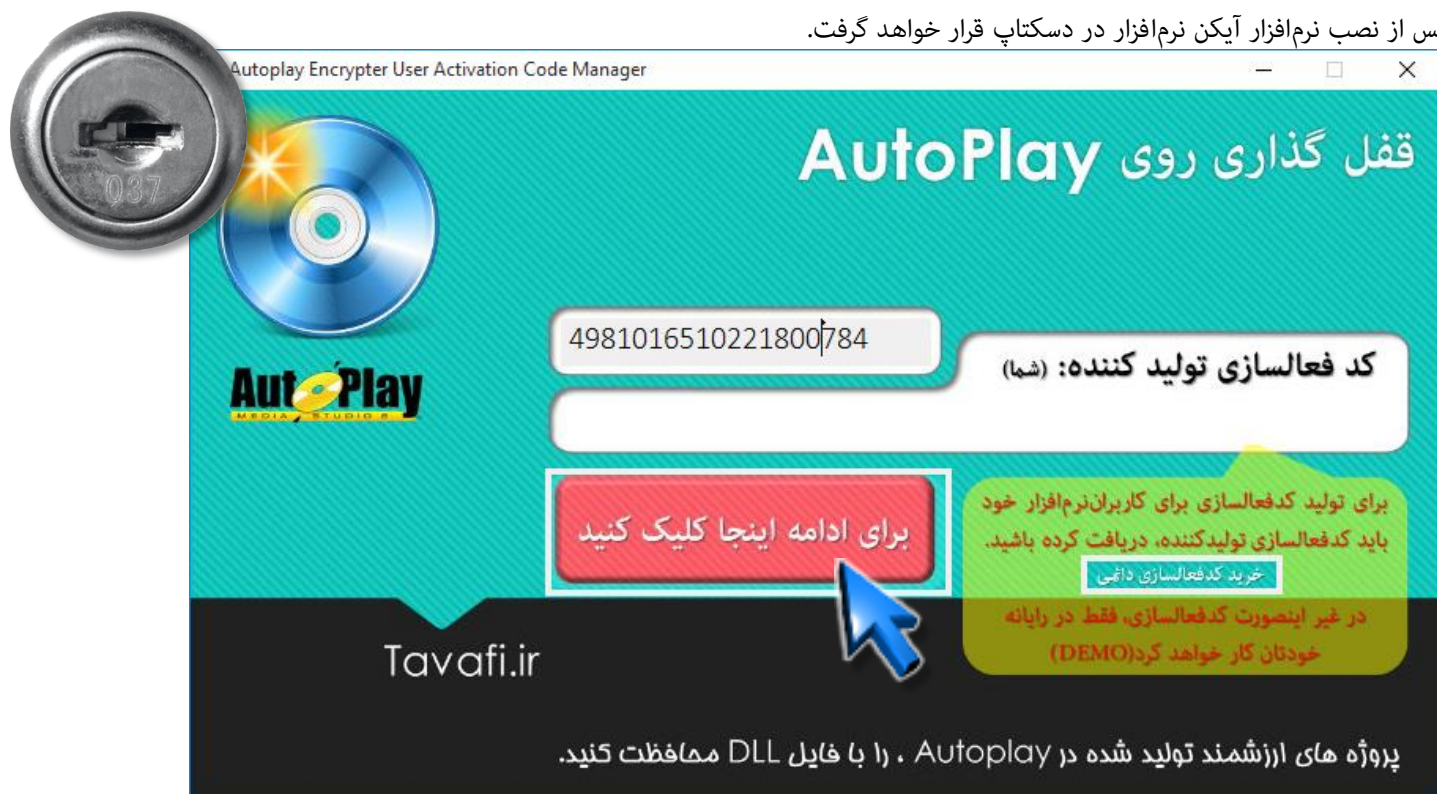 پس از نصب نرم‌افزار آیکن نرم‌افزار در دسکتاپ قرار خواهد گرفت.
Autoplay Encrypter User Activation Code Manager
قفل گذاری روی AutoPlay
037
4981016510221800784
کد فعالسازی تولید کننده: (شما)
AutoPlay
MEDIA STUDIO 8
برای ادامه اینجا کلیک کنید
برای تولید کدفعالسازی برای کاربران‌نرم‌افزار خود
باید کدفعالسازی تولیدکننده، دریافت کرده باشید.
خرید کدفعالسازی دائمی
در غیر اینصورت کدفعالسازی، فقط در رایانه
خودتان کار خواهد کرد(DEMO)
Tavafi.ir
پروژه های ارزشمند تولید شده در Autoplay ، را با فایل DLL محافظت کنید.